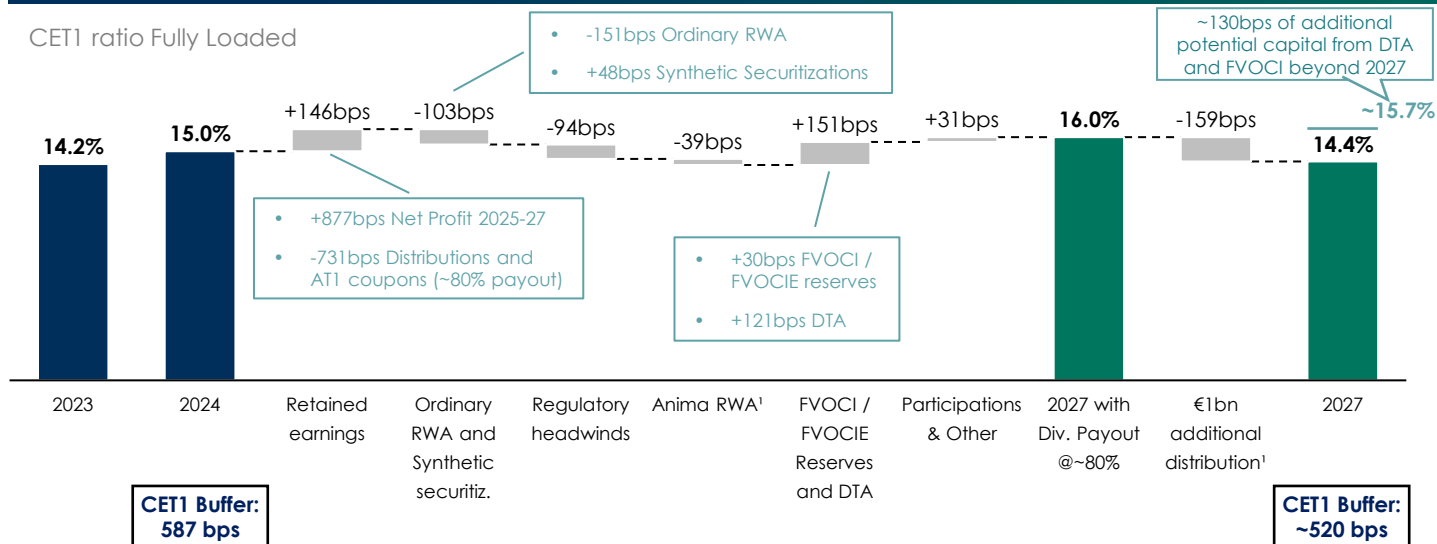 CET1 ratio Fully Loaded
• -151bps Ordinary RWA
• +48bps Synthetic Securitizations
~130bps of additional
potential capital from DTA
and FVOCI beyond 2027
14.2%
15.0%
+146bps
-103bps
-94bps
-39bps
+151bps
+31bps
16.0%
-159bps
~15.7%
14.4%
• +877bps Net Profit 2025-27
• -731bps Distributions and
AT1 coupons (~80% payout)
• +30bps FVOCI /
FVOCIE reserves
• +121bps DTA
2023
2024
Retained
earnings
Ordinary
RWA and
Synthetic
securitiz.
Regulatory
headwinds
Anima RWA¹
FVOCI /
FVOCIE
Reserves
and DTA
Participations
& Other
2027 with
Div. Payout
@~80%
€1bn
additional
distribution¹
2027
CET1 Buffer:
587 bps
CET1 Buffer:
~520 bps